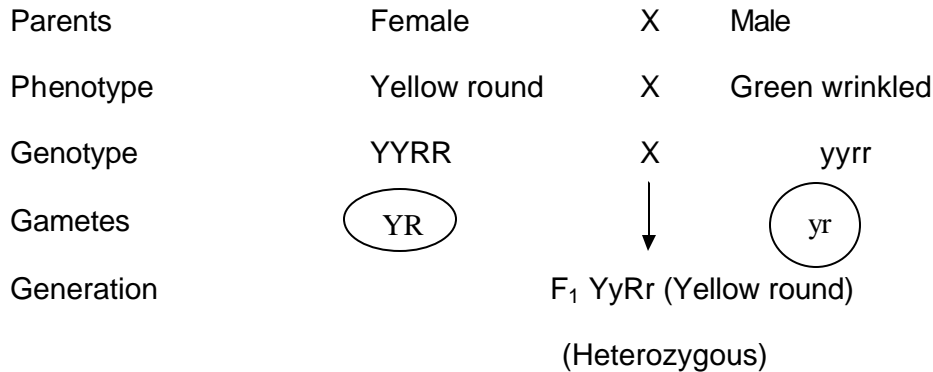 Parents Female X Male
Phenotype Yellow round X Green wrinkled
Genotype YYRR X yyrr
Gametes YR yr
Generation F₁ YyRr (Yellow round)
(Heterozygous)